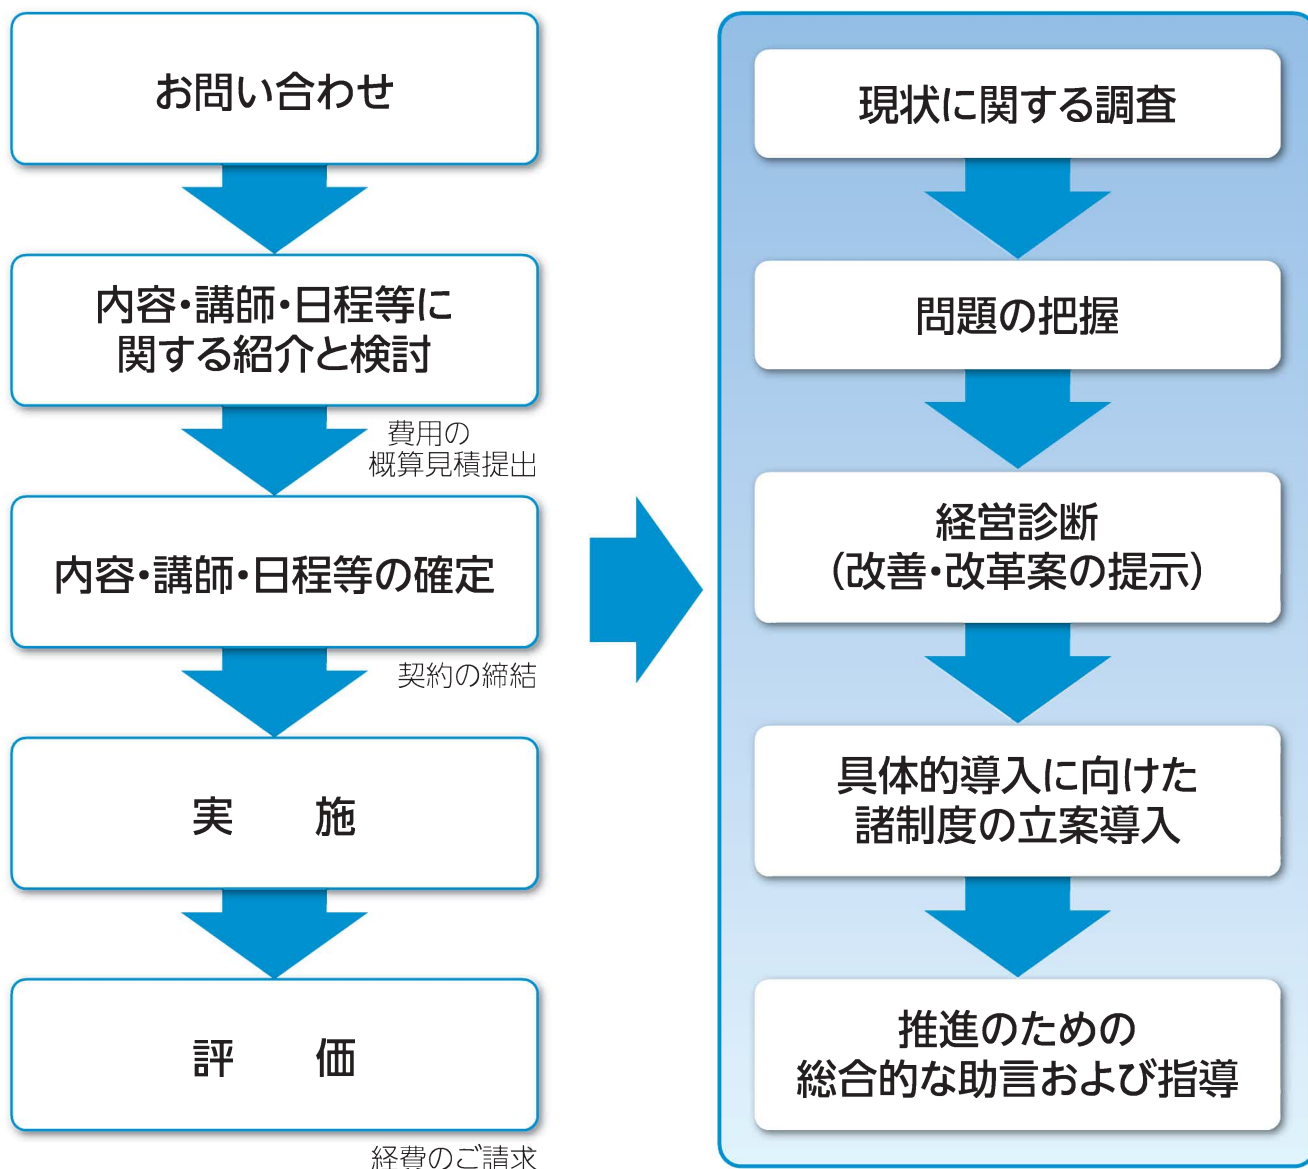 お問い合わせ
内容・講師・日程等に
関する紹介と検討
費用の
概算見積提出
内容・講師・日程等の確定
契約の締結
実　施
評　価
経費のご請求
現状に関する調査
問題の把握
経営診断
(改善・改革案の提示)
具体的導入に向けた
諸制度の立案導入
推進のための
総合的な助言および指導